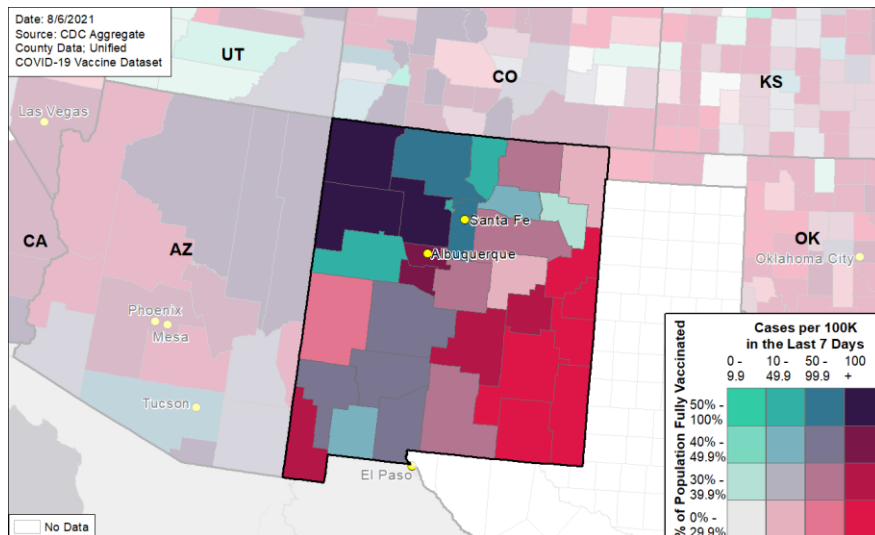 Date: 8/6/2021
Source: CDC Aggregate
County Data; Unified
COVID-19 Vaccine Dataset
UT
CO
KS
Las Vegas
Santa Fe
CA
AZ
Albuquerque
OK
Oklahoma City
Phoenix
Mesa
Tucson
El Paso
No Data
Cases per 100K
in the Last 7 Days
0 - 9.9
10 - 49.9
50 - 99.9
100 +
% of Population Fully Vaccinated
50% - 100%
40% - 49.9%
30% - 39.9%
0% - 29.9%